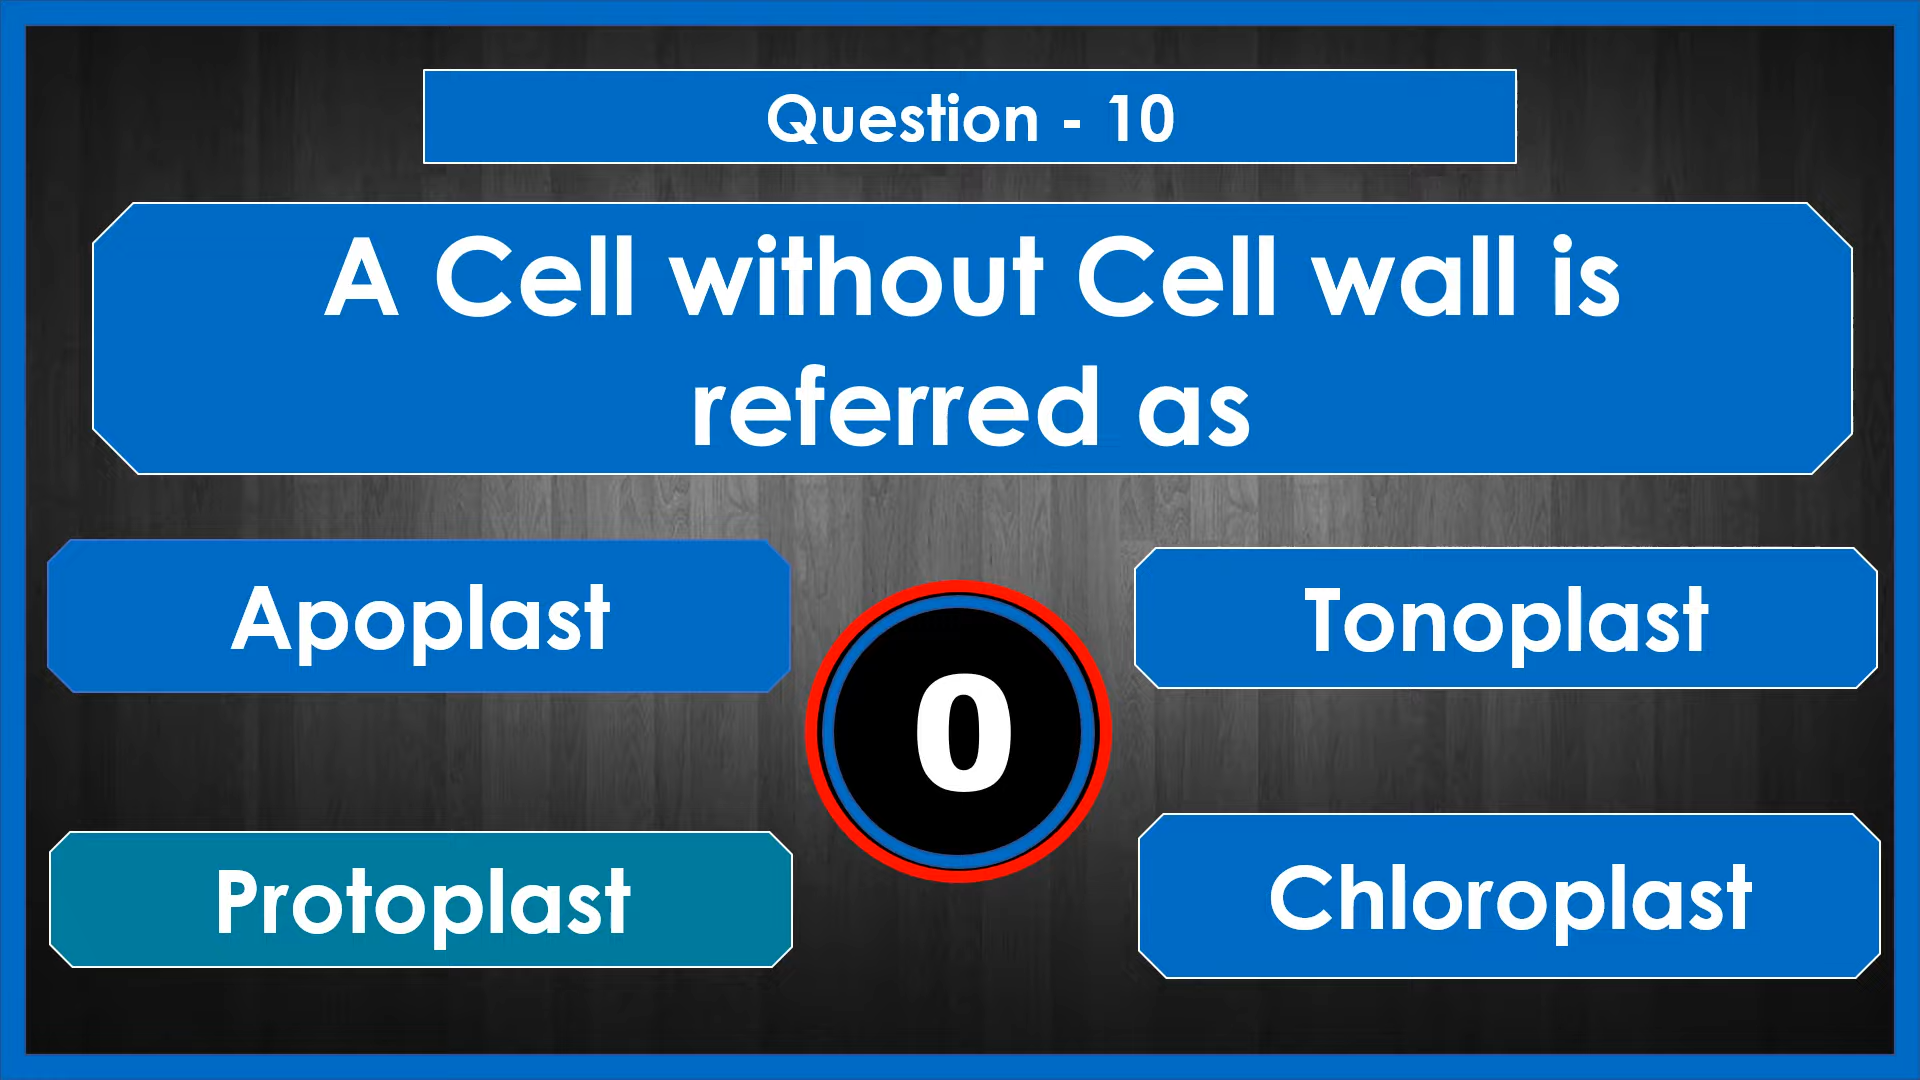 Question - 10
A Cell without Cell wall is
referred as
Apoplast
Tonoplast
0
Protoplast
Chloroplast